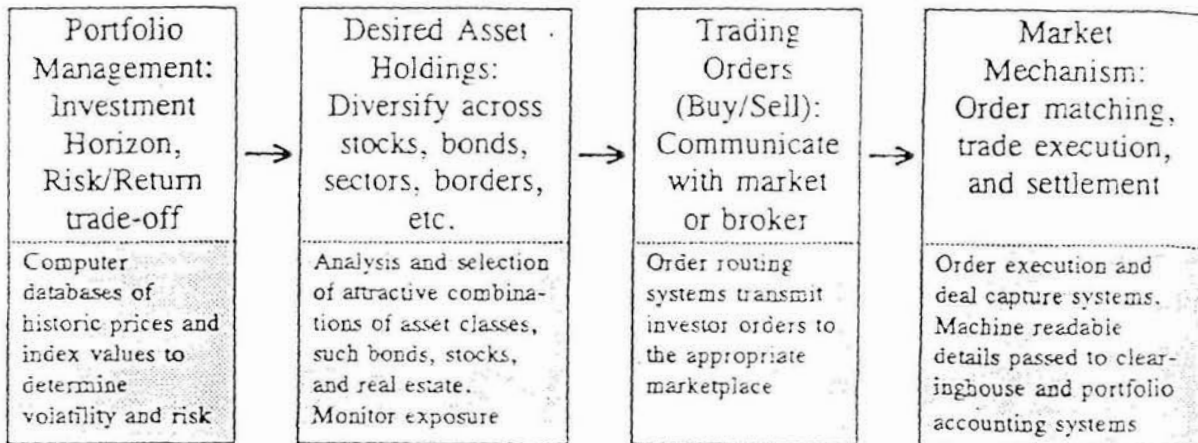 Portfolio
Management:
Investment
Horizon,
Risk/Return
trade-off
Computer
databases of
historic prices and
index values to
determine
volatility and risk
Desired Asset
Holdings:
Diversify across
stocks, bonds,
sectors, borders,
etc.
Analysis and selection
of attractive combina-
tions of asset classes,
such bonds, stocks,
and real estate.
Monitor exposure
Trading
Orders
(Buy/Sell):
Communicate
with market
or broker
Order routing
systems transmit
investor orders to
the appropriate
marketplace
Market
Mechanism:
Order matching,
trade execution,
and settlement
Order execution and
deal capture systems.
Machine readable
details passed to clear-
inghouse and portfolio
accounting systems